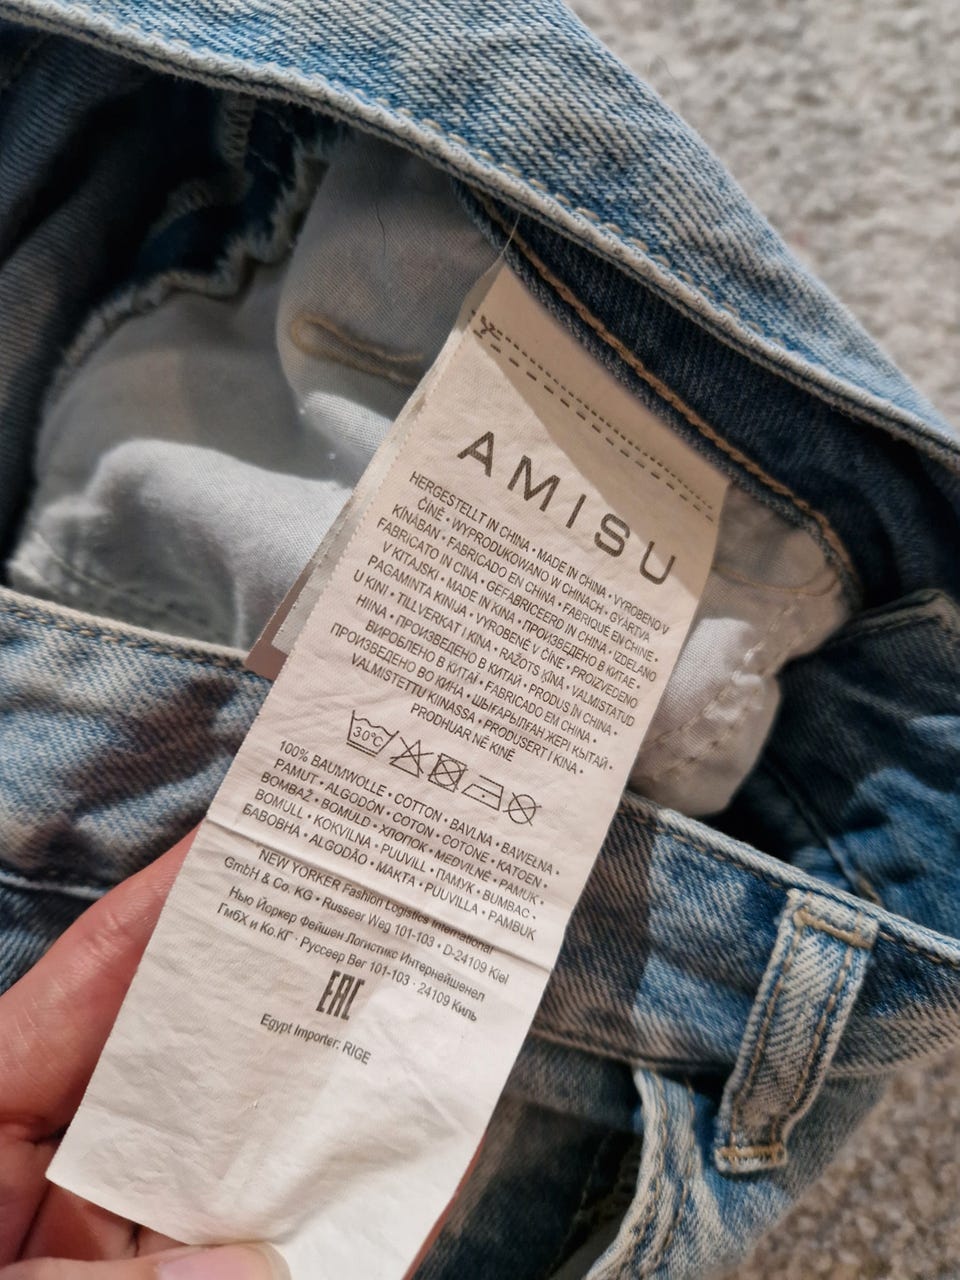 AMISU
HERGESTELLT IN CHINA • MADE IN CHINA • VYROBENO V
ČÍNĚ • WYPRODUKOWANO W CHINACH • GYÁRTVA
KÍNÁBAN • FABRICADO EN CHINA • FABRIQUÉ EN CHINE •
FABRICATO IN CINA • GEFABRICEERD IN CHINA • IZDELANO
V KITAJSKI • MADE IN KINA • ПРОИЗВЕДЕНО В КИТАЕ •
PAGAMINTA KINIJA • VYROBENÉ V ČÍNE • PROIZVEDENO
U KINI • TILLVERKAT I KINA • RAŽOTS ĶĪNĀ • VALMISTATUD
HIINA • ПРОИЗВЕДЕНО В КИТАЙ • PRODUS ÎN CHINA •
ВИРОБЛЕНО В КИТАЇ • FABRICADO EM CHINA •
ПРОИЗВЕДЕНО ВО КИНА • ШЫГАРЫЛҒАН ЖЕРІ ҚЫТАЙ •
VALMISTETTU KIINASSA • PRODUSERT I KINA •
PRODHUAR NË KINË
30°C
100% BAUMWOLLE • COTTON • BAVLNA • BAWEŁNA •
PAMUT • ALGODÓN • COTON • COTONE • KATOEN •
BOMBAŽ • BOMULD • ХЛОПОК • MEDVILNĖ • PAMUK •
BOMULL • KOKVILNA • PUUVILL • ПАМУК • BUMBAC •
БАВОВНА • ALGODÃO • МАКТА • PUUVILLA • PAMBUK
NEW YORKER Fashion Logistics International
GmbH & Co. KG • Russeer Weg 101-103 • D-24109 Kiel
Нью Йоркер Фейшен Логистикс Интернейшенел
ГмбХ и Ко.КГ · Руссеер Вег 101-103 · 24109 Киль
EAC
Egypt Importer: RIGE